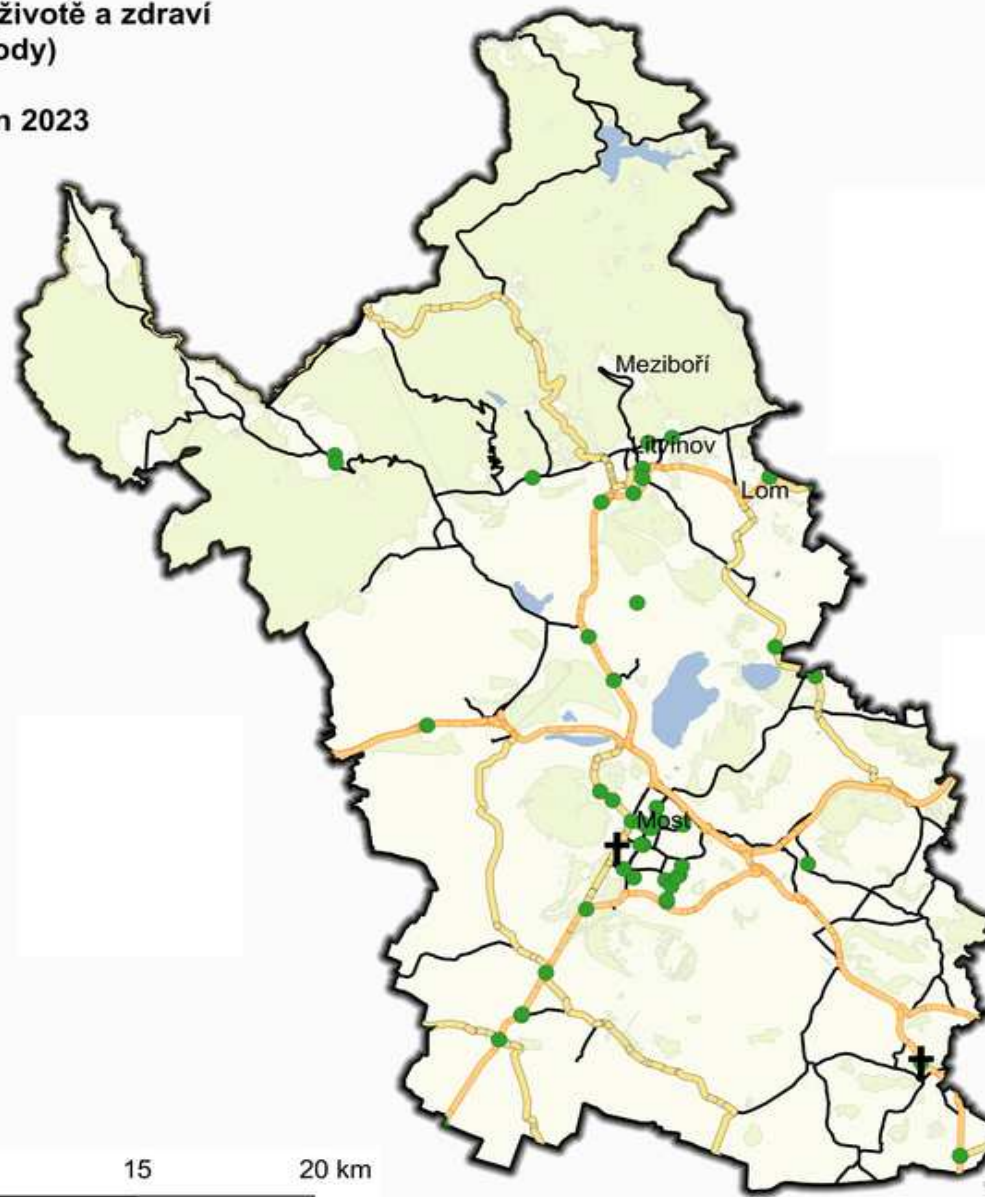 životě a zdraví
ody)
n 2023
Meziboří
Litvínov
Lom
Most
15 20 km